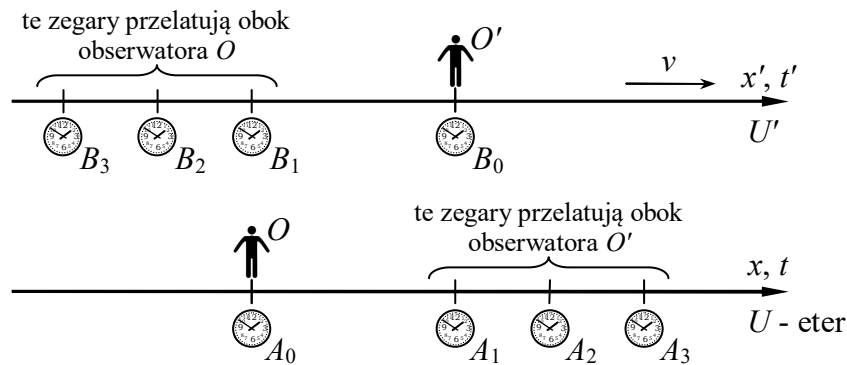 te zegary przelatują obok
obserwatora O
O′
v
x′, t′
U′
B₃ B₂ B₁ B₀
O
te zegary przelatują obok
obserwatora O′
x, t
U - eter
A₀ A₁ A₂ A₃